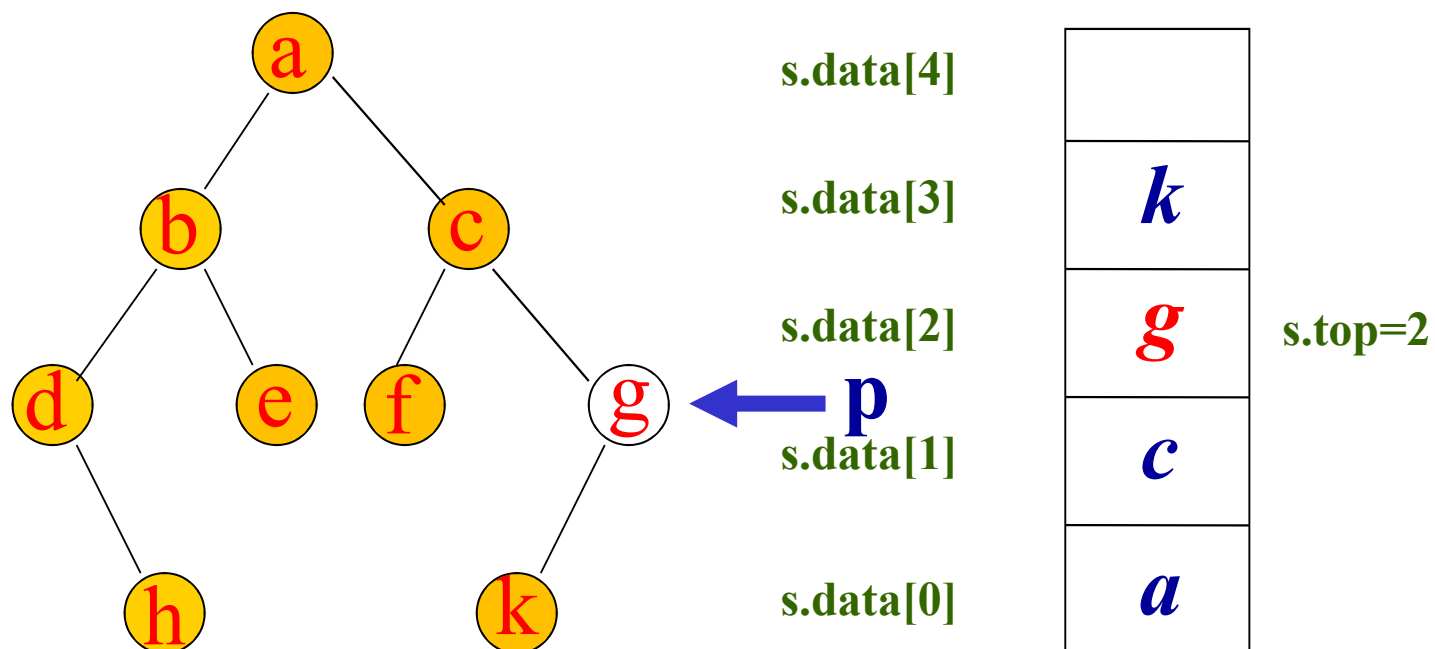 a
b
c
d
e
f
g
h
k
p
s.data[4]
s.data[3]
k
s.data[2]
g
s.top=2
s.data[1]
c
s.data[0]
a